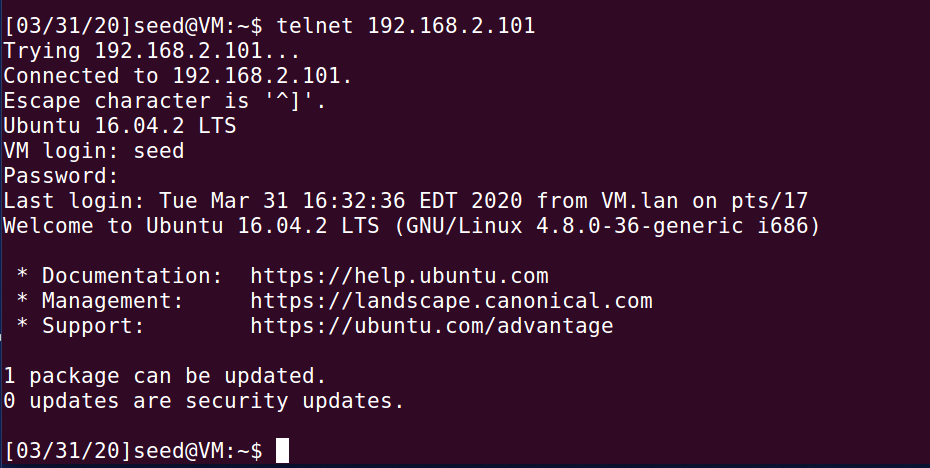 [03/31/20]seed@VM:~$ telnet 192.168.2.101
Trying 192.168.2.101...
Connected to 192.168.2.101.
Escape character is '^]'.
Ubuntu 16.04.2 LTS
VM login: seed
Password:
Last login: Tue Mar 31 16:32:36 EDT 2020 from VM.lan on pts/17
Welcome to Ubuntu 16.04.2 LTS (GNU/Linux 4.8.0-36-generic i686)
 * Documentation:  https://help.ubuntu.com
 * Management:     https://landscape.canonical.com
 * Support:        https://ubuntu.com/advantage
1 package can be updated.
0 updates are security updates.
[03/31/20]seed@VM:~$